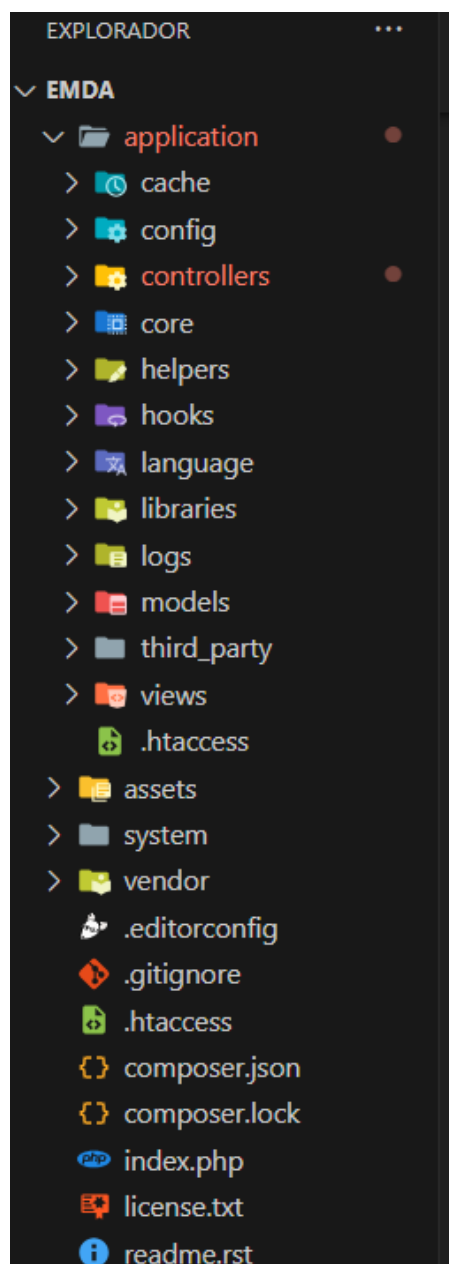 EXPLORADOR ...
EMDA
application
cache
config
controllers
core
helpers
hooks
language
libraries
logs
models
third_party
views
.htaccess
assets
system
vendor
.editorconfig
.gitignore
.htaccess
composer.json
composer.lock
index.php
license.txt
readme.rst